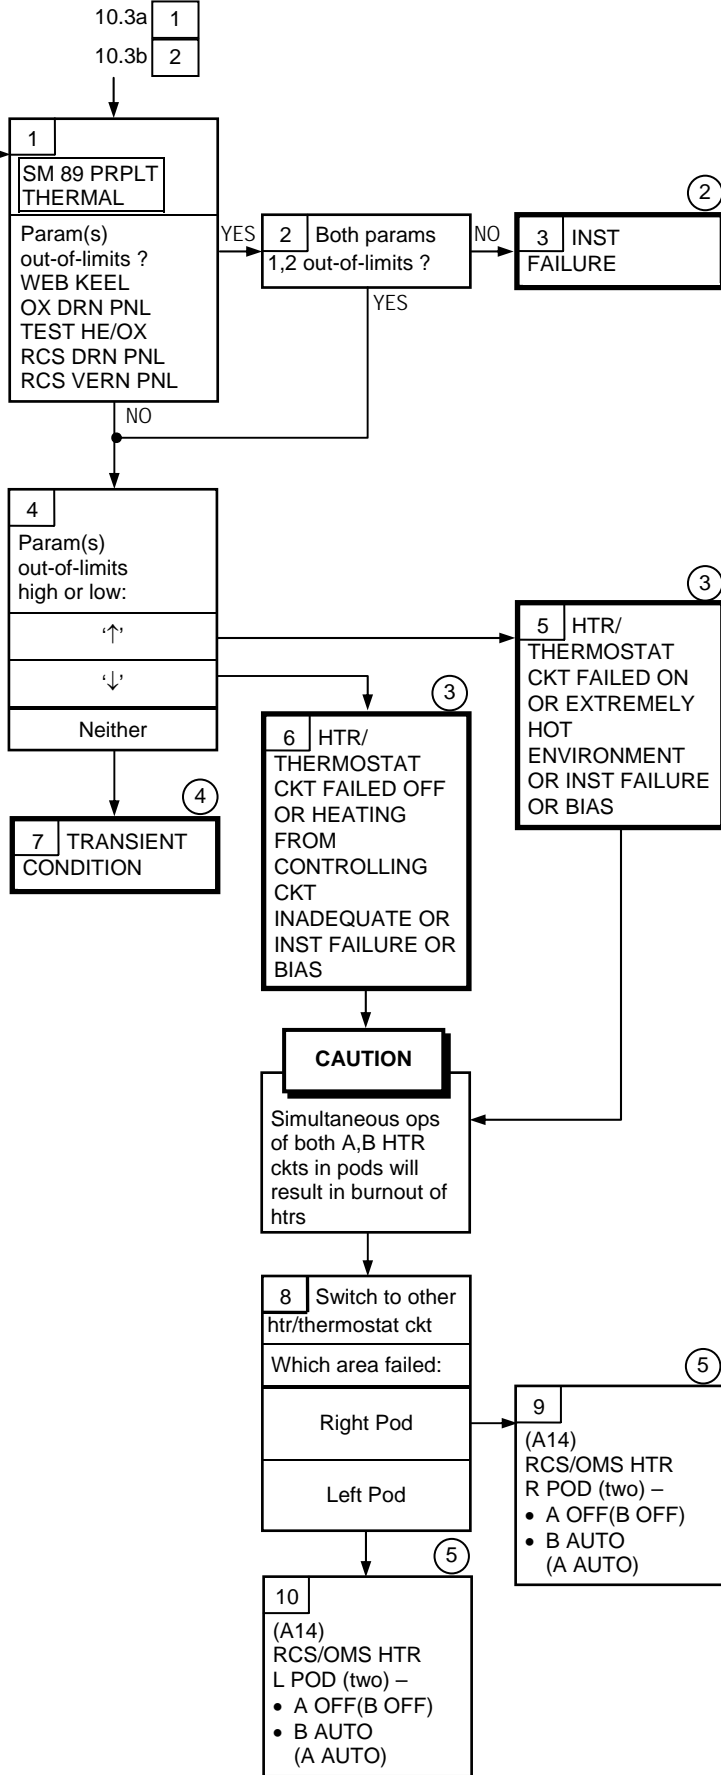 10.3a 1
10.3b 2
1
SM 89 PRPLT
THERMAL
Param(s)
out-of-limits ?
WEB KEEL
OX DRN PNL
TEST HE/OX
RCS DRN PNL
RCS VERN PNL
YES
NO
2 Both params
1,2 out-of-limits ?
NO
YES
2
3 INST
FAILURE
4
Param(s)
out-of-limits
high or low:
‘↑’
‘↓’
Neither
3
5 HTR/
THERMOSTAT
CKT FAILED ON
OR EXTREMELY
HOT
ENVIRONMENT
OR INST FAILURE
OR BIAS
3
6 HTR/
THERMOSTAT
CKT FAILED OFF
OR HEATING
FROM
CONTROLLING
CKT
INADEQUATE OR
INST FAILURE OR
BIAS
4
7 TRANSIENT
CONDITION
CAUTION
Simultaneous ops
of both A,B HTR
ckts in pods will
result in burnout of
htrs
8 Switch to other
htr/thermostat ckt
Which area failed:
Right Pod
Left Pod
5
9
(A14)
RCS/OMS HTR
R POD (two) –
• A OFF(B OFF)
• B AUTO
(A AUTO)
5
10
(A14)
RCS/OMS HTR
L POD (two) –
• A OFF(B OFF)
• B AUTO
(A AUTO)